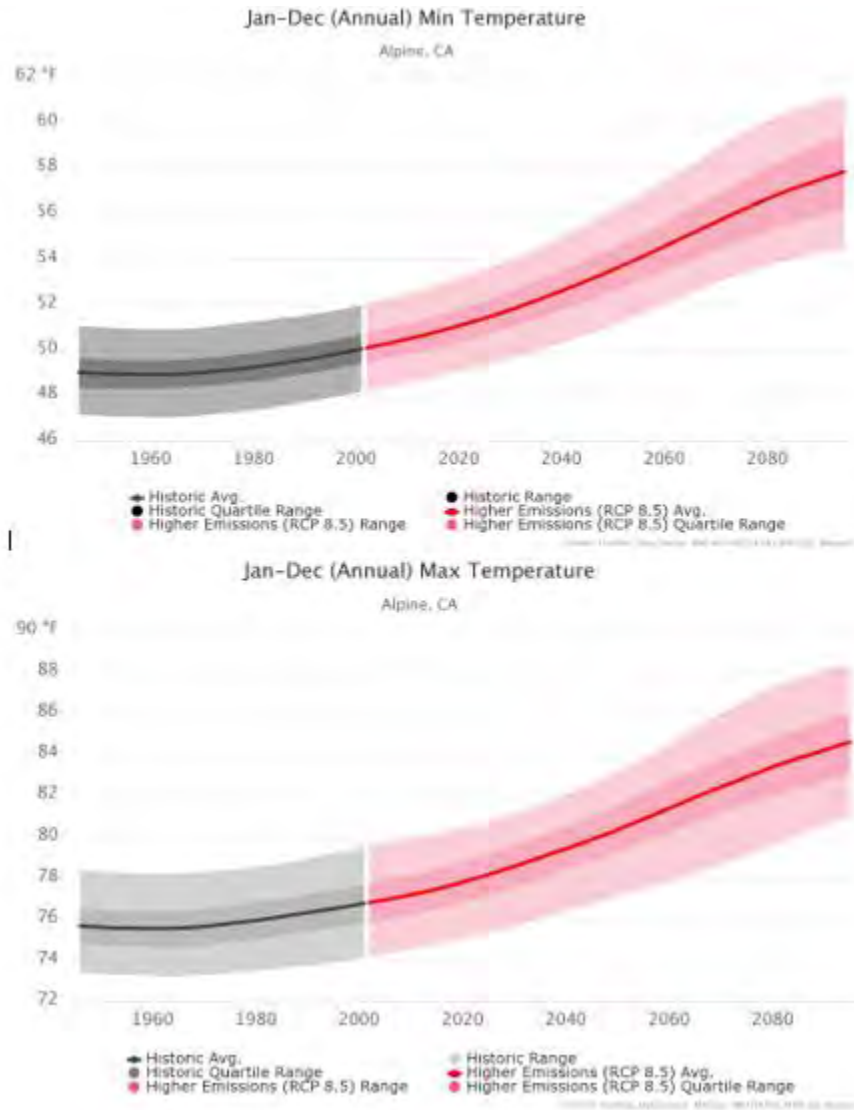 Jan-Dec (Annual) Min Temperature
Alpine, CA
62 °F
60
58
56
54
52
50
48
46
1960 1980 2000 2020 2040 2060 2080
Historic Avg. Historic Range
Historic Quartile Range Higher Emissions (RCP 8.5) Avg.
Higher Emissions (RCP 8.5) Range Higher Emissions (RCP 8.5) Quartile Range
Jan-Dec (Annual) Max Temperature
Alpine, CA
90 °F
88
86
84
82
80
78
76
74
72
1960 1980 2000 2020 2040 2060 2080
Historic Avg. Historic Range
Historic Quartile Range Higher Emissions (RCP 8.5) Avg.
Higher Emissions (RCP 8.5) Range Higher Emissions (RCP 8.5) Quartile Range